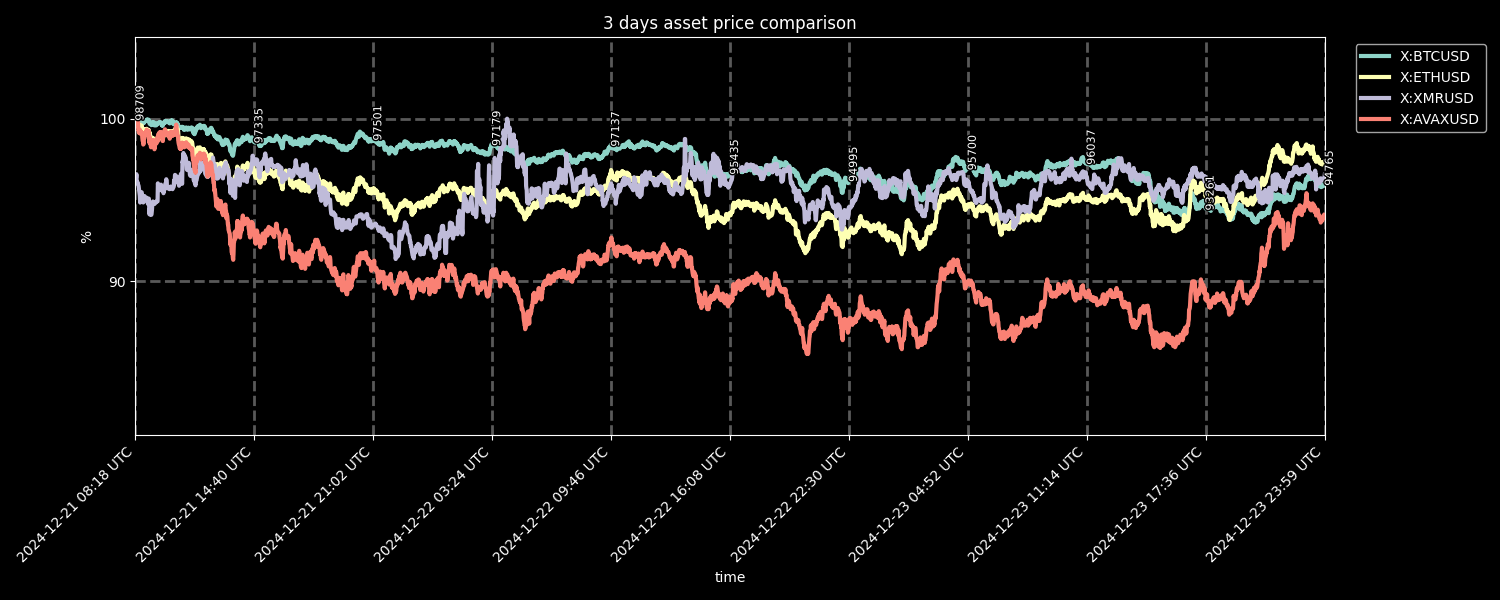 3 days asset price comparison
X:BTCUSD
X:ETHUSD
X:XMRUSD
X:AVAXUSD
100
90
%
98709
97335
97501
97179
97137
95435
94995
95700
96037
93261
94765
2024-12-21 08:18 UTC
2024-12-21 14:40 UTC
2024-12-21 21:02 UTC
2024-12-22 03:24 UTC
2024-12-22 09:46 UTC
2024-12-22 16:08 UTC
2024-12-22 22:30 UTC
2024-12-23 04:52 UTC
2024-12-23 11:14 UTC
2024-12-23 17:36 UTC
2024-12-23 23:59 UTC
time